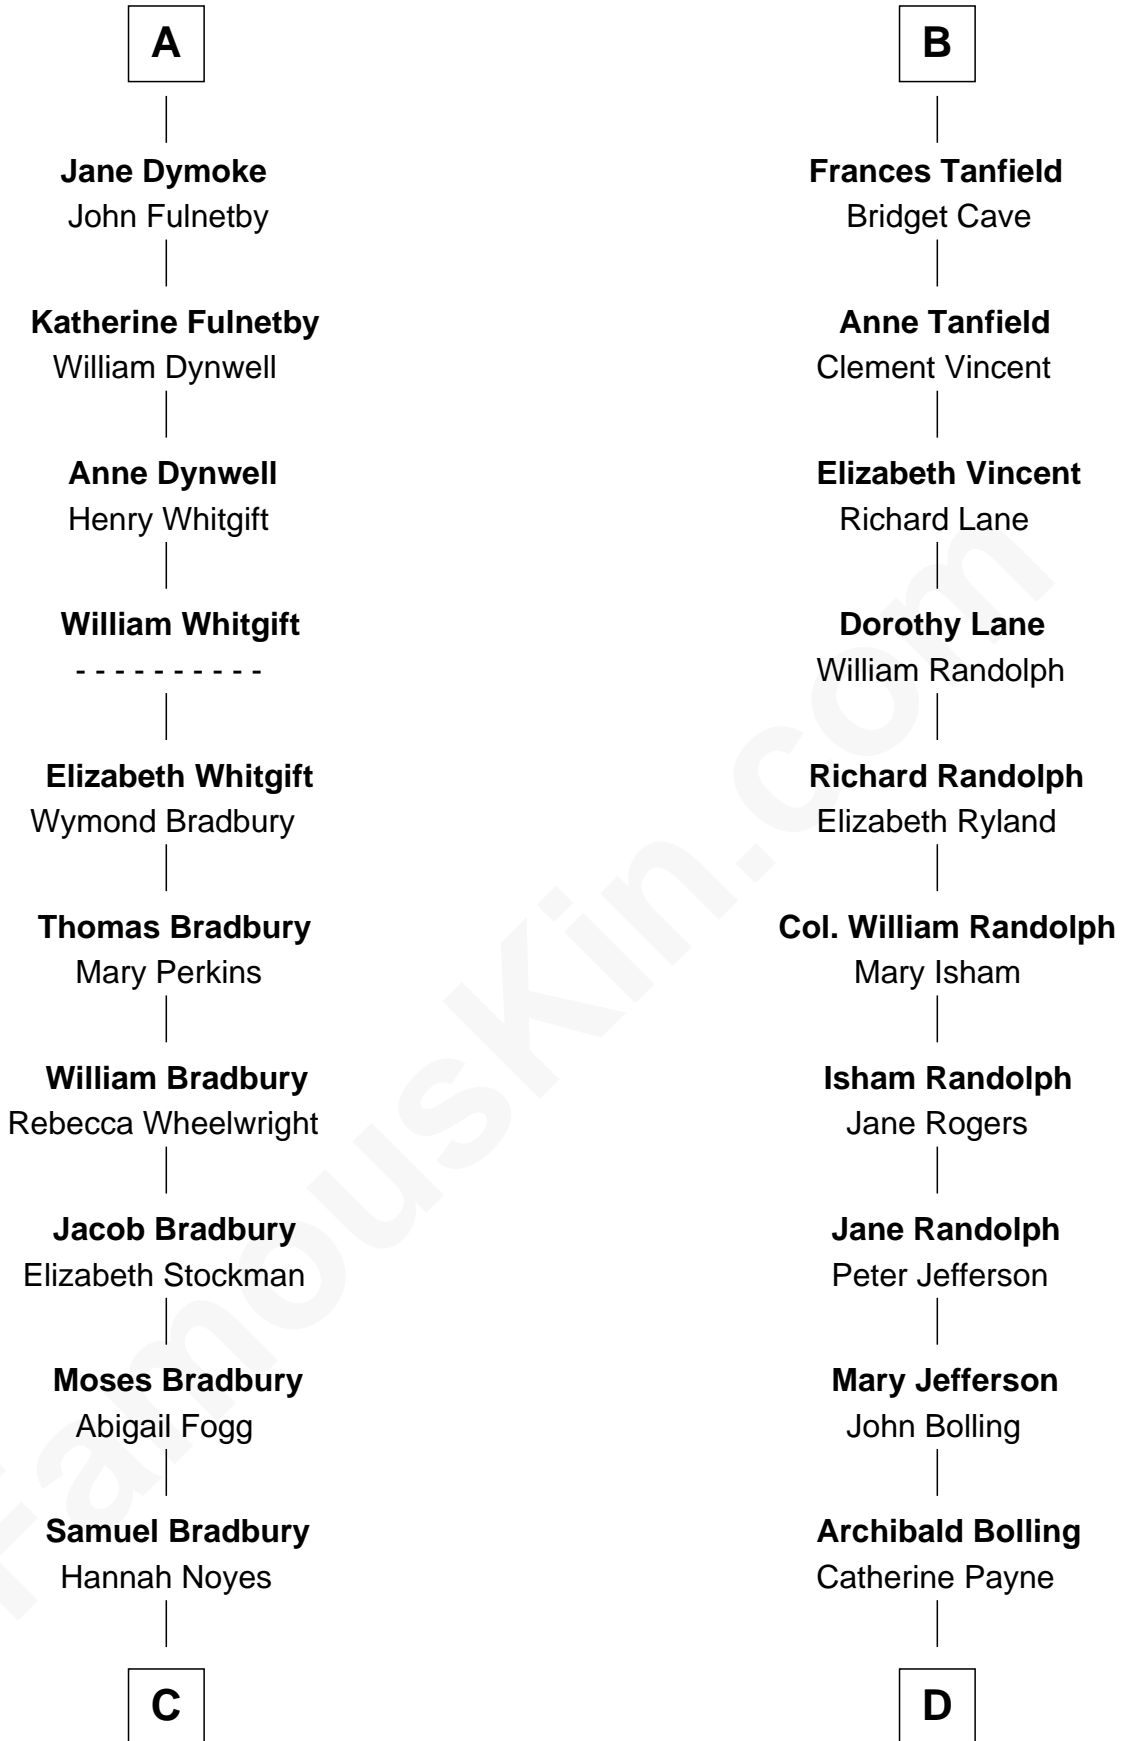 A
Jane Dymoke
John Fulnetby
Katherine Fulnetby
William Dynwell
Anne Dynwell
Henry Whitgift
William Whitgift
- - - - - - - - - -
Elizabeth Whitgift
Wymond Bradbury
Thomas Bradbury
Mary Perkins
William Bradbury
Rebecca Wheelwright
Jacob Bradbury
Elizabeth Stockman
Moses Bradbury
Abigail Fogg
Samuel Bradbury
Hannah Noyes
C
B
Frances Tanfield
Bridget Cave
Anne Tanfield
Clement Vincent
Elizabeth Vincent
Richard Lane
Dorothy Lane
William Randolph
Richard Randolph
Elizabeth Ryland
Col. William Randolph
Mary Isham
Isham Randolph
Jane Rogers
Jane Randolph
Peter Jefferson
Mary Jefferson
John Bolling
Archibald Bolling
Catherine Payne
D
FamousKin.com